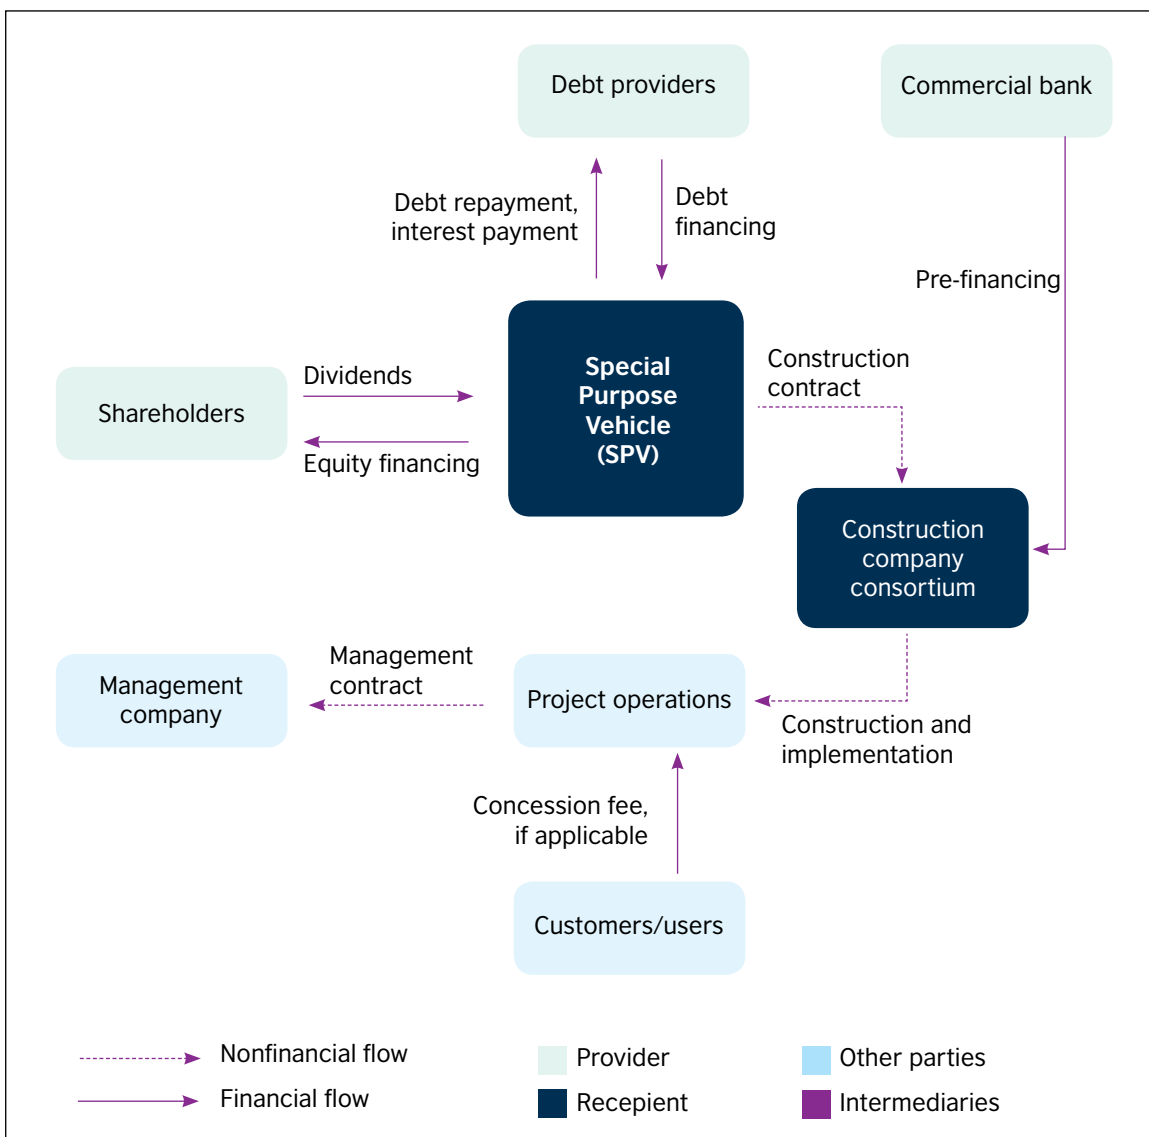 Debt providers
Commercial bank
Debt repayment,
interest payment
Debt
financing
Pre-financing
Shareholders
Dividends
Equity financing
Special
Purpose
Vehicle
(SPV)
Construction
contract
Construction
company
consortium
Management
company
Management
contract
Project operations
Construction and
implementation
Concession fee,
if applicable
Customers/users
Nonfinancial flow
Financial flow
Provider
Recepient
Other parties
Intermediaries